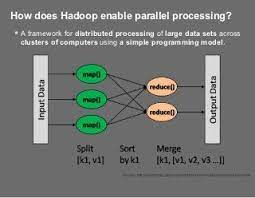 How does Hadoop enable parallel processing?
* A framework for distributed processing of large data sets across
clusters of computers using a simple programming model.
Input Data
map()
map()
map()
reduce()
reduce()
Output Data
Split
[k1, v1]
Sort
by k1
Merge
[k1, [v1, v2, v3 ...]]